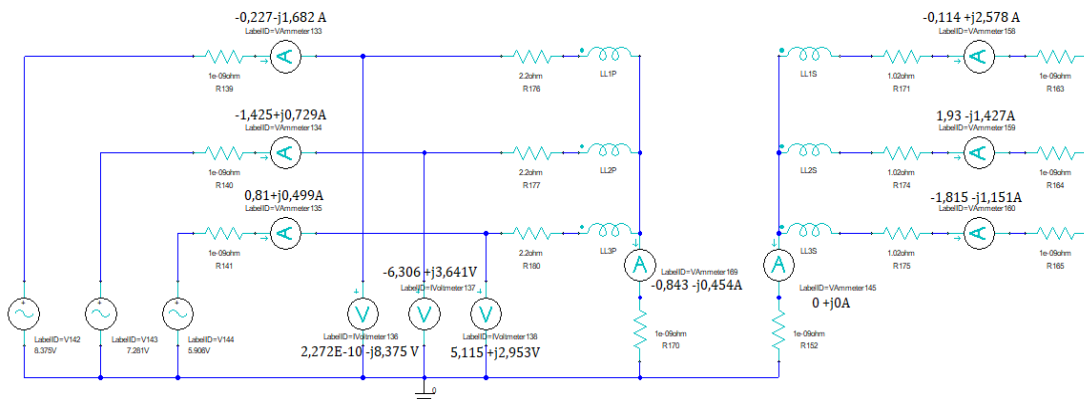 -0,227-j1,682 A
LabelID=VAmmeter133
1e-09ohm
R139
2.2ohm
R176
LL1P
-0,114 +j2,578 A
LabelID=VAmmeter158
LL1S
1.02ohm
R171
1e-09ohm
R163
-1,425+j0,729A
LabelID=VAmmeter134
1e-09ohm
R140
2.2ohm
R177
LL2P
1,93 -j1,427A
LabelID=VAmmeter159
LL2S
1.02ohm
R174
1e-09ohm
R164
0,81+j0,499A
LabelID=VAmmeter135
1e-09ohm
R141
2.2ohm
R180
LL3P
-1,815 -j1,151A
LabelID=VAmmeter160
LL3S
1.02ohm
R175
1e-09ohm
R165
LabelID=VAmmeter169
-0,843 -j0,454A
LabelID=VAmmeter145
0 +j0A
-6,306 +j3,641V
LabelID=IVoltmeter137
LabelID=V142
8.375V
LabelID=V143
7.281V
LabelID=V144
5.906V
LabelID=IVoltmeter136
2,272E-10 -j8,375 V
LabelID=IVoltmeter138
5,115 +j2,953V
1e-09ohm
R170
1e-09ohm
R152
0